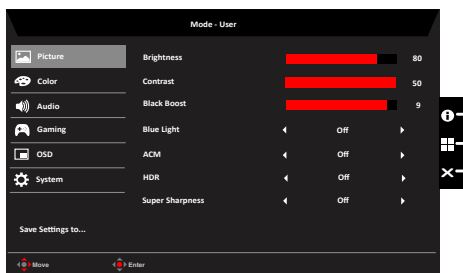 Mode - User
Picture
Color
Audio
Gaming
OSD
System
Save Settings to...
Brightness 80
Contrast 50
Black Boost 9
Blue Light Off
ACM Off
HDR Off
Super Sharpness Off
Move Enter